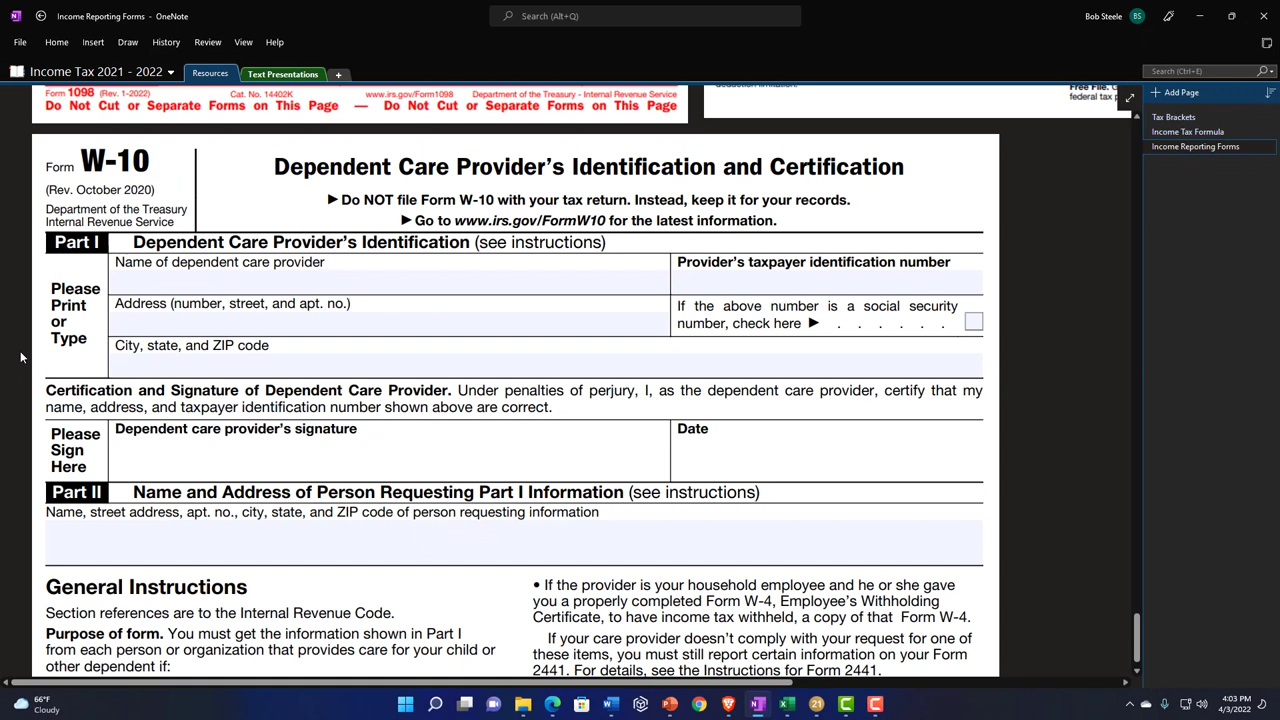 Income Reporting Forms - OneNote
Search (Alt+Q)
Bob Steele
BS
File
Home
Insert
Draw
History
Review
View
Help
Income Tax 2021 - 2022
Resources
Text Presentations
+
Search (Ctrl+E)
Add Page
Tax Brackets
Income Tax Formula
Income Reporting Forms
Form 1098 (Rev. 1-2022)
Cat. No. 14402K
www.irs.gov/Form1098
Department of the Treasury - Internal Revenue Service
Do Not Cut or Separate Forms on This Page — Do Not Cut or Separate Forms on This Page
Free File.
federal tax p
Form W-10
(Rev. October 2020)
Department of the Treasury
Internal Revenue Service
Dependent Care Provider's Identification and Certification
▶ Do NOT file Form W-10 with your tax return. Instead, keep it for your records.
▶ Go to www.irs.gov/FormW10 for the latest information.
Part I Dependent Care Provider's Identification (see instructions)
Please
Print
or
Type
Name of dependent care provider
Provider's taxpayer identification number
Address (number, street, and apt. no.)
If the above number is a social security
number, check here ▶ . . . . . .
City, state, and ZIP code
Certification and Signature of Dependent Care Provider. Under penalties of perjury, I, as the dependent care provider, certify that my
name, address, and taxpayer identification number shown above are correct.
Please
Sign
Here
Dependent care provider's signature
Date
Part II Name and Address of Person Requesting Part I Information (see instructions)
Name, street address, apt. no., city, state, and ZIP code of person requesting information
General Instructions
Section references are to the Internal Revenue Code.
Purpose of form. You must get the information shown in Part I
from each person or organization that provides care for your child or
other dependent if:
• If the provider is your household employee and he or she gave
you a properly completed Form W-4, Employee's Withholding
Certificate, to have income tax withheld, a copy of that Form W-4.
If your care provider doesn't comply with your request for one of
these items, you must still report certain information on your Form
2441. For details, see the Instructions for Form 2441.
66°F
Cloudy
21
4:03 PM
4/3/2022